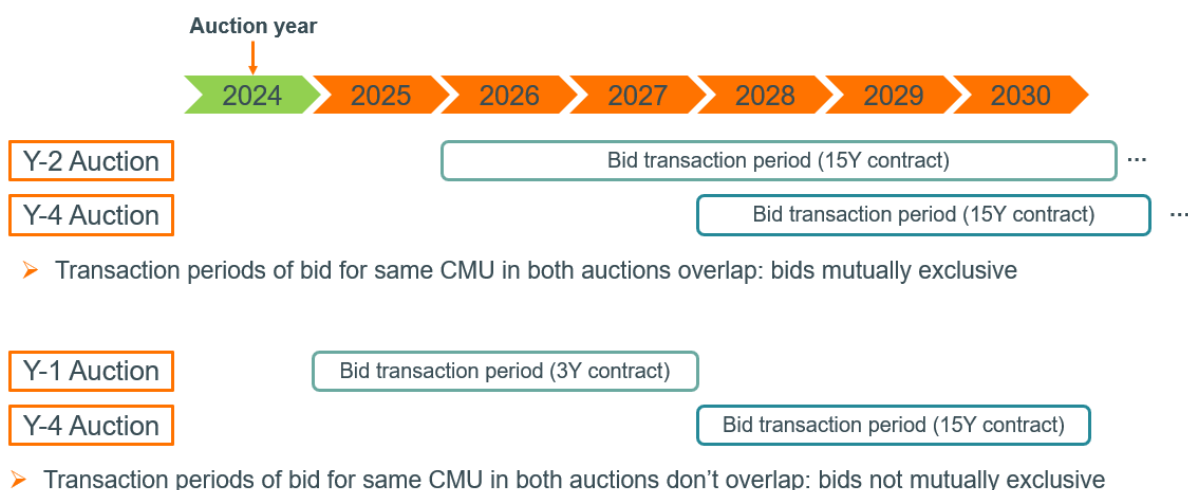 Auction year
2024 2025 2026 2027 2028 2029 2030
Y-2 Auction
Bid transaction period (15Y contract)
...
Y-4 Auction
Bid transaction period (15Y contract)
...
➤ Transaction periods of bid for same CMU in both auctions overlap: bids mutually exclusive
Y-1 Auction
Bid transaction period (3Y contract)
Y-4 Auction
Bid transaction period (15Y contract)
➤ Transaction periods of bid for same CMU in both auctions don’t overlap: bids not mutually exclusive